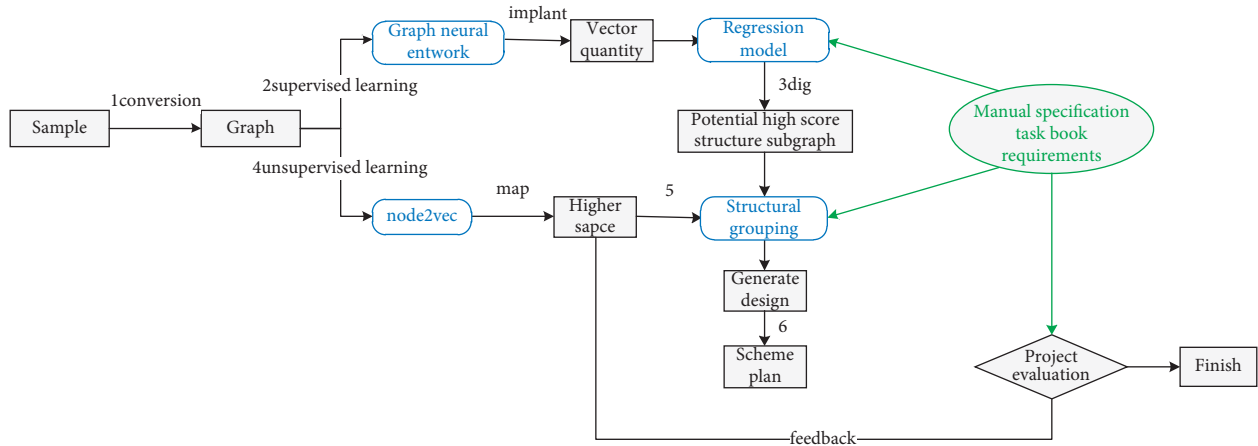 implant
Graph neural
entwork
Vector
quantity
Regression
model
2supervised learning
3dig
1conversion
Sample
Graph
Potential high score
structure subgraph
Manual specification
task book
requirements
4unsupervised learning
map
5
node2vec
Higher
sapce
Structural
grouping
Generate
design
6
Scheme
plan
Project
evaluation
Finish
feedback